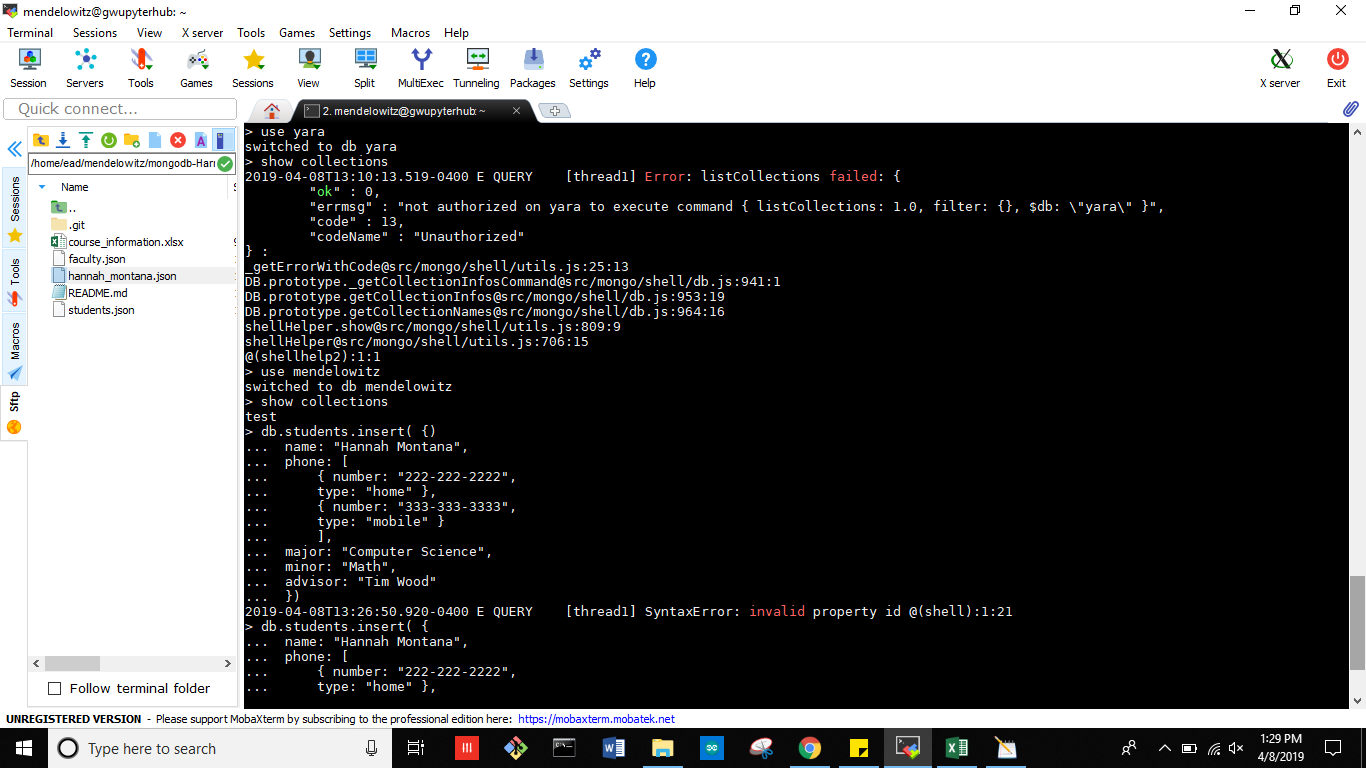 mendelowitz@gwupyterhub: ~
Terminal Sessions View X server Tools Games Settings Macros Help
Session Servers Tools Games Sessions View Split MultiExec Tunneling Packages Settings Help X server Exit
Quick connect...
2. mendelowitz@gwupyterhub: ~
/home/ead/mendelowitz/mongodb-Har
Name
..
.git
course_information.xlsx
faculty.json
hannah_montana.json
README.md
students.json
Sessions
Tools
Macros
Sftp
Follow terminal folder
> use yara
switched to db yara
> show collections
2019-04-08T13:10:13.519-0400 E QUERY    [thread1] Error: listCollections failed: {
        "ok" : 0,
        "errmsg" : "not authorized on yara to execute command { listCollections: 1.0, filter: {}, $db: \"yara\" }",
        "code" : 13,
        "codeName" : "Unauthorized"
} :
_getErrorWithCode@src/mongo/shell/utils.js:25:13
DB.prototype._getCollectionInfosCommand@src/mongo/shell/db.js:941:1
DB.prototype.getCollectionInfos@src/mongo/shell/db.js:953:19
DB.prototype.getCollectionNames@src/mongo/shell/db.js:964:16
shellHelper.show@src/mongo/shell/utils.js:809:9
shellHelper@src/mongo/shell/utils.js:706:15
@(shellhelp2):1:1
> use mendelowitz
switched to db mendelowitz
> show collections
test
> db.students.insert( {)
...  name: "Hannah Montana",
...  phone: [
...      { number: "222-222-2222",
...      type: "home" },
...      { number: "333-333-3333",
...      type: "mobile" }
...      ],
...  major: "Computer Science",
...  minor: "Math",
...  advisor: "Tim Wood"
...  })
2019-04-08T13:26:50.920-0400 E QUERY    [thread1] SyntaxError: invalid property id @(shell):1:21
> db.students.insert( {
...  name: "Hannah Montana",
...  phone: [
...      { number: "222-222-2222",
...      type: "home" },
UNREGISTERED VERSION - Please support MobaXterm by subscribing to the professional edition here: https://mobaxterm.mobatek.net
Type here to search
1:29 PM
4/8/2019